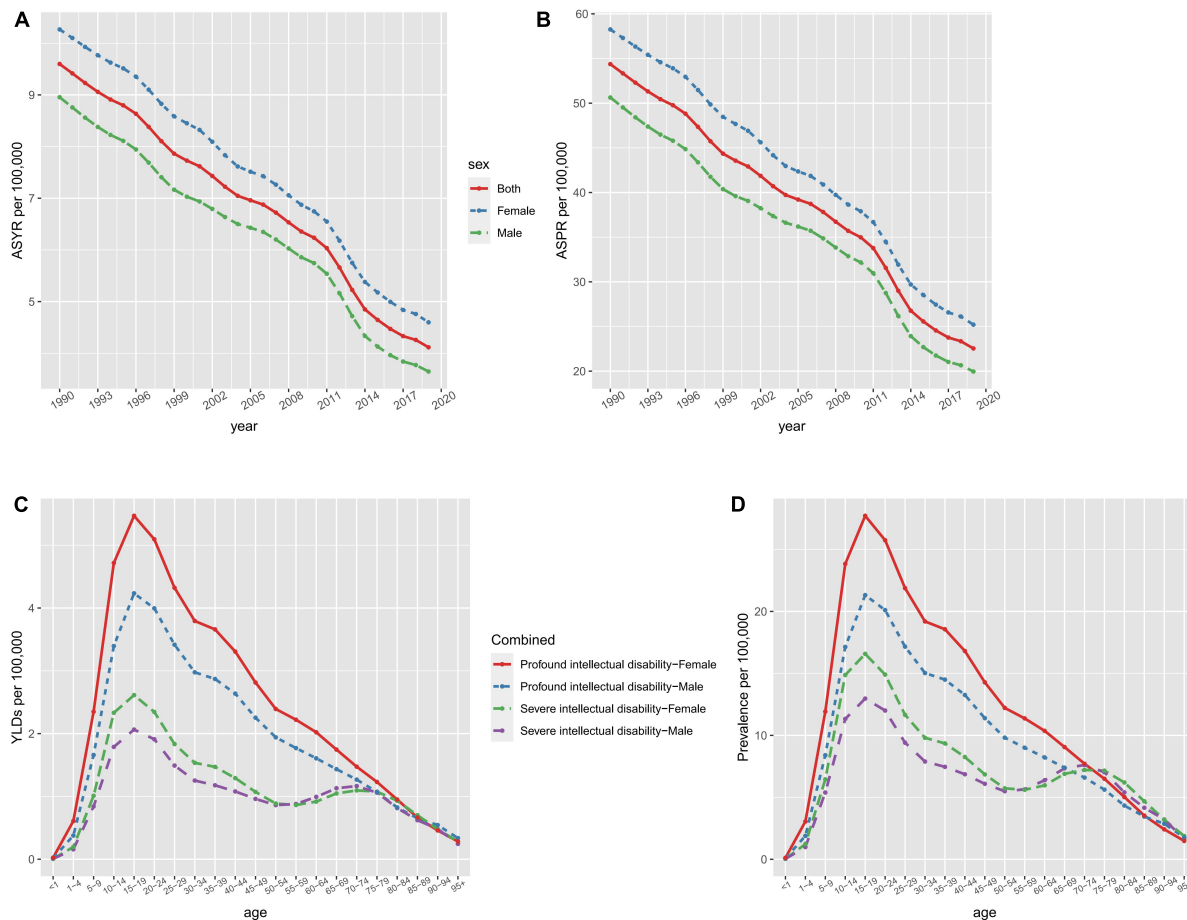 A
ASYR per 100,000
9
7
5
1990 1993 1996 1999 2002 2005 2008 2011 2014 2017 2020
year
sex
Both
Female
Male
B
ASPR per 100,000
60
50
40
30
20
1990 1993 1996 1999 2002 2005 2008 2011 2014 2017 2020
year
C
YLDs per 100,000
4
2
0
<1 1−4 5−9 10−14 15−19 20−24 25−29 30−34 35−39 40−44 45−49 50−54 55−59 60−64 65−69 70−74 75−79 80−84 85−89 90−94 95+
age
Combined
Profound intellectual disability−Female
Profound intellectual disability−Male
Severe intellectual disability−Female
Severe intellectual disability−Male
D
Prevalence per 100,000
20
10
0
<1 1−4 5−9 10−14 15−19 20−24 25−29 30−34 35−39 40−44 45−49 50−54 55−59 60−64 65−69 70−74 75−79 80−84 85−89 90−94 95
age